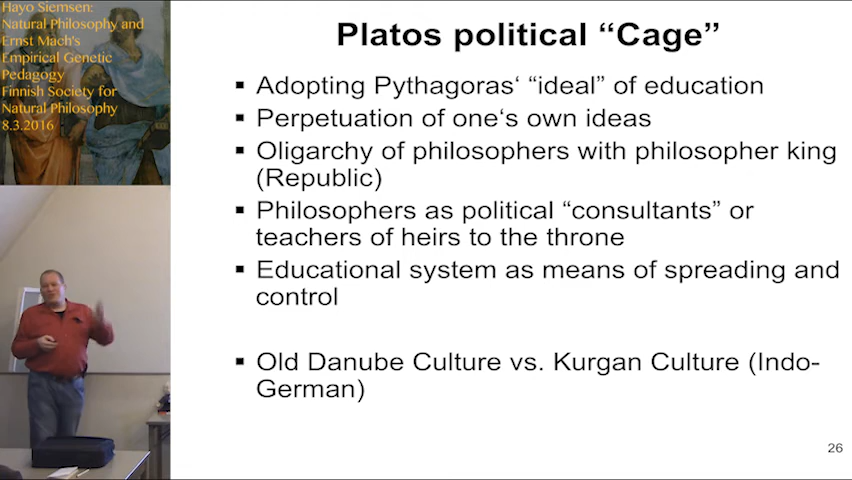 Hayo Siemsen:
Natural Philosophy and
Ernst Mach's
Empirical Genetic
Pedagogy
Finnish Society for
Natural Philosophy
8.3.2016
Platos political “Cage”
▪ Adopting Pythagoras‘ “ideal” of education
▪ Perpetuation of one‘s own ideas
▪ Oligarchy of philosophers with philosopher king
(Republic)
▪ Philosophers as political “consultants” or
teachers of heirs to the throne
▪ Educational system as means of spreading and
control
▪ Old Danube Culture vs. Kurgan Culture (Indo-
German)
26